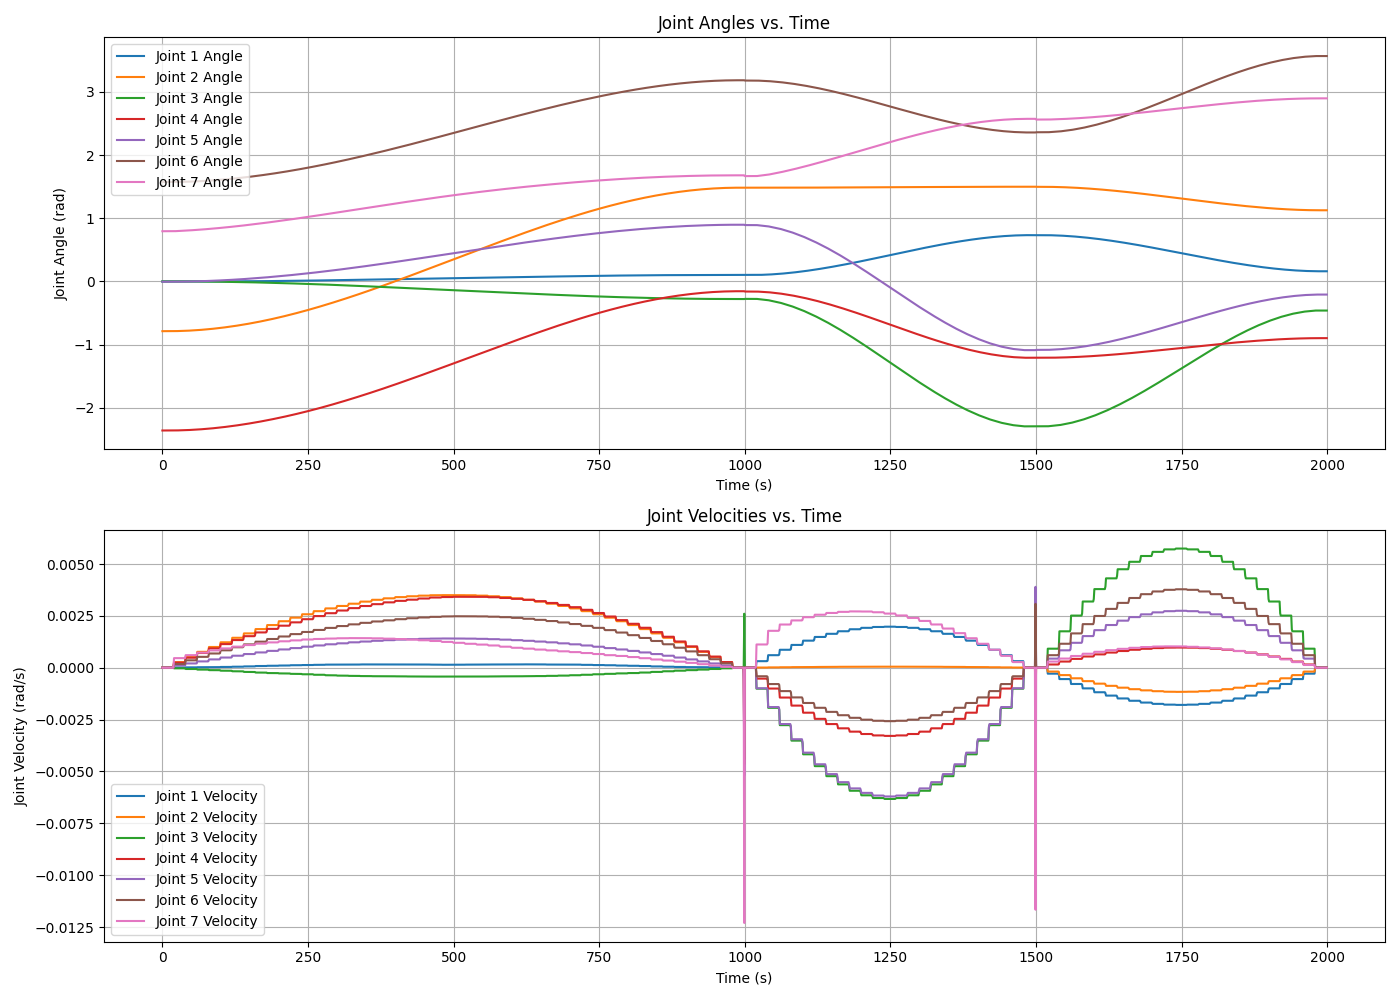 Joint Angles vs. Time
Joint 1 Angle
Joint 2 Angle
Joint 3 Angle
Joint 4 Angle
Joint 5 Angle
Joint 6 Angle
Joint 7 Angle
Joint Angle (rad)
3
2
1
0
−1
−2
0 250 500 750 1000 1250 1500 1750 2000
Time (s)
Joint Velocities vs. Time
Joint Velocity (rad/s)
0.0050
0.0025
0.0000
−0.0025
−0.0050
−0.0075
−0.0100
−0.0125
Joint 1 Velocity
Joint 2 Velocity
Joint 3 Velocity
Joint 4 Velocity
Joint 5 Velocity
Joint 6 Velocity
Joint 7 Velocity
0 250 500 750 1000 1250 1500 1750 2000
Time (s)